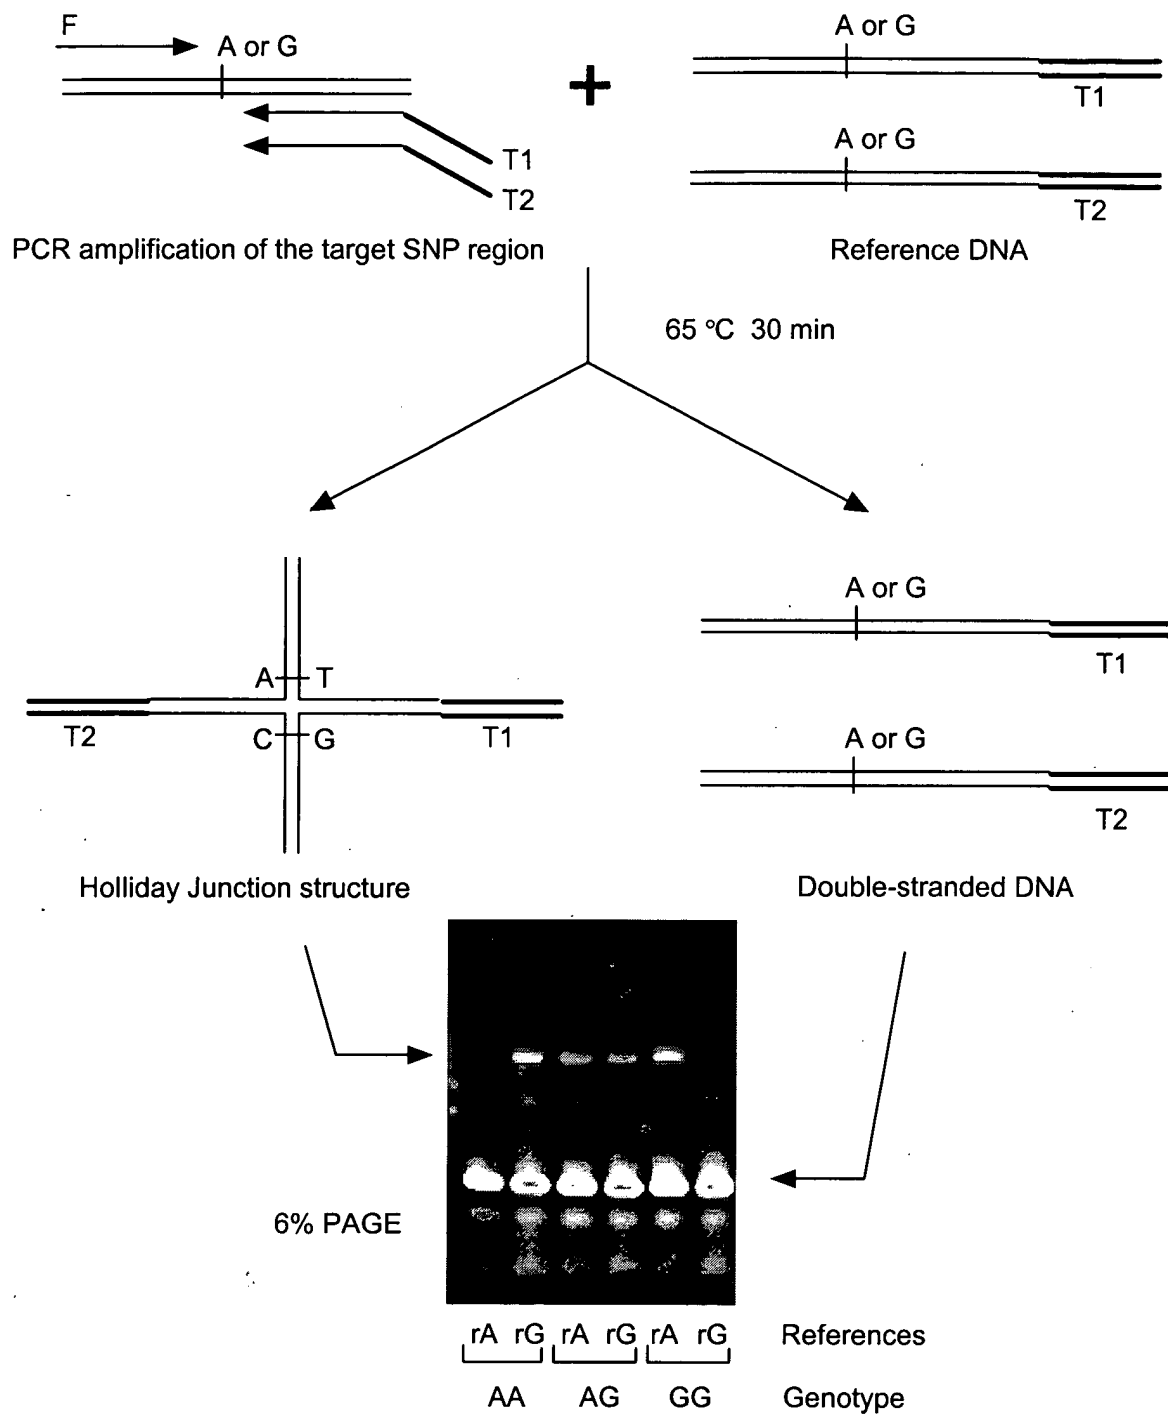 F
A or G
T1
T2
PCR amplification of the target SNP region
+
A or G
T1
A or G
T2
Reference DNA
65 °C 30 min
A T
T2 T1
C G
Holliday Junction structure
A or G
T1
A or G
T2
Double-stranded DNA
6% PAGE
rA rG rA rG rA rG References
AA AG GG Genotype